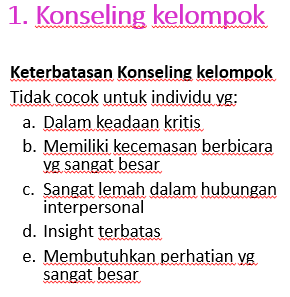 1. Konseling kelompok
Keterbatasan Konseling kelompok
Tidak cocok untuk individu yg:
a. Dalam keadaan kritis
b. Memiliki kecemasan berbicara
yg sangat besar
c. Sangat lemah dalam hubungan
interpersonal
d. Insight terbatas
e. Membutuhkan perhatian yg
sangat besar